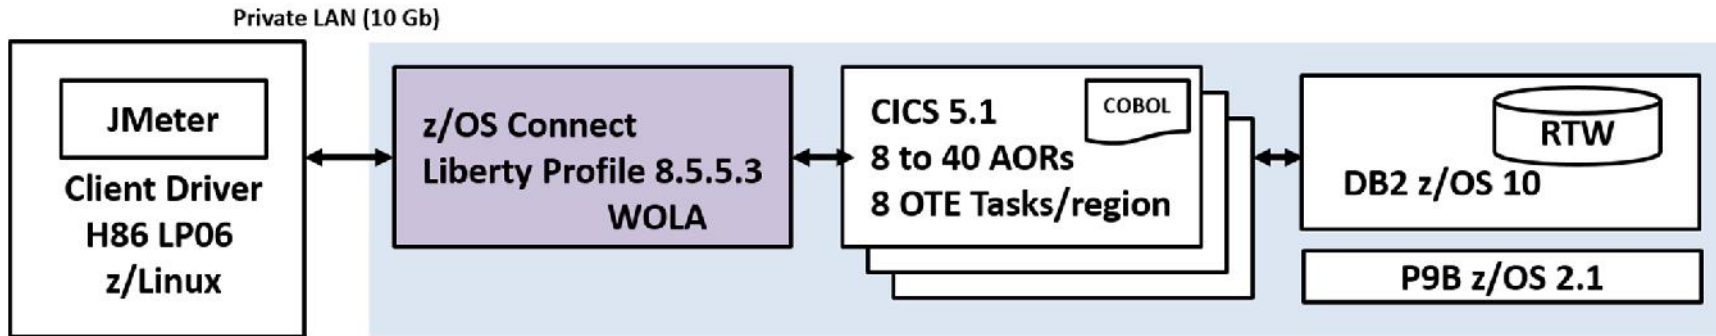 Private LAN (10 Gb)
JMeter
Client Driver
H86 LP06
z/Linux
z/OS Connect
Liberty Profile 8.5.5.3
WOLA
CICS 5.1
8 to 40 AORs
8 OTE Tasks/region
COBOL
RTW
DB2 z/OS 10
P9B z/OS 2.1